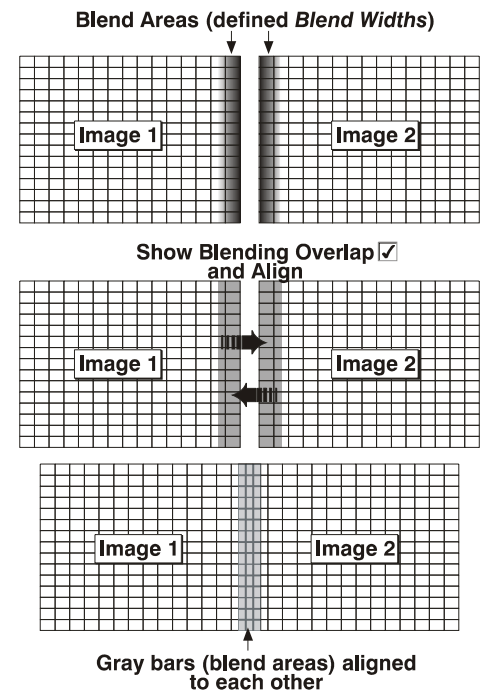 Blend Areas (defined Blend Widths)
Image 1
Image 2
Show Blending Overlap ☑
and Align
Image 1
Image 2
Image 1
Image 2
Gray bars (blend areas) aligned
to each other